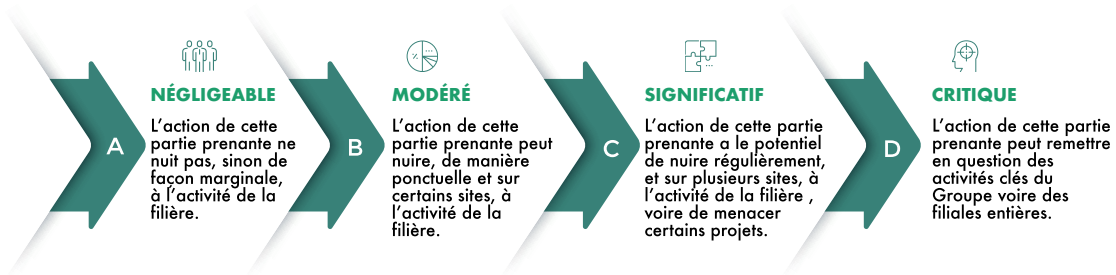 A
NÉGLIGEABLE
L’action de cette
partie prenante ne
nuit pas, sinon de
façon marginale,
à l’activité de la
filière.
B
MODÉRÉ
L’action de cette
partie prenante peut
nuire, de manière
ponctuelle et sur
certains sites, à
l’activité de la
filière.
C
SIGNIFICATIF
L’action de cette partie
prenante a le potentiel
de nuire régulièrement,
et sur plusieurs sites, à
l’activité de la filière ,
voire de menacer
certains projets.
D
CRITIQUE
L’action de cette partie
prenante peut remettre
en question des
activités clés du
Groupe voire des
filiales entières.